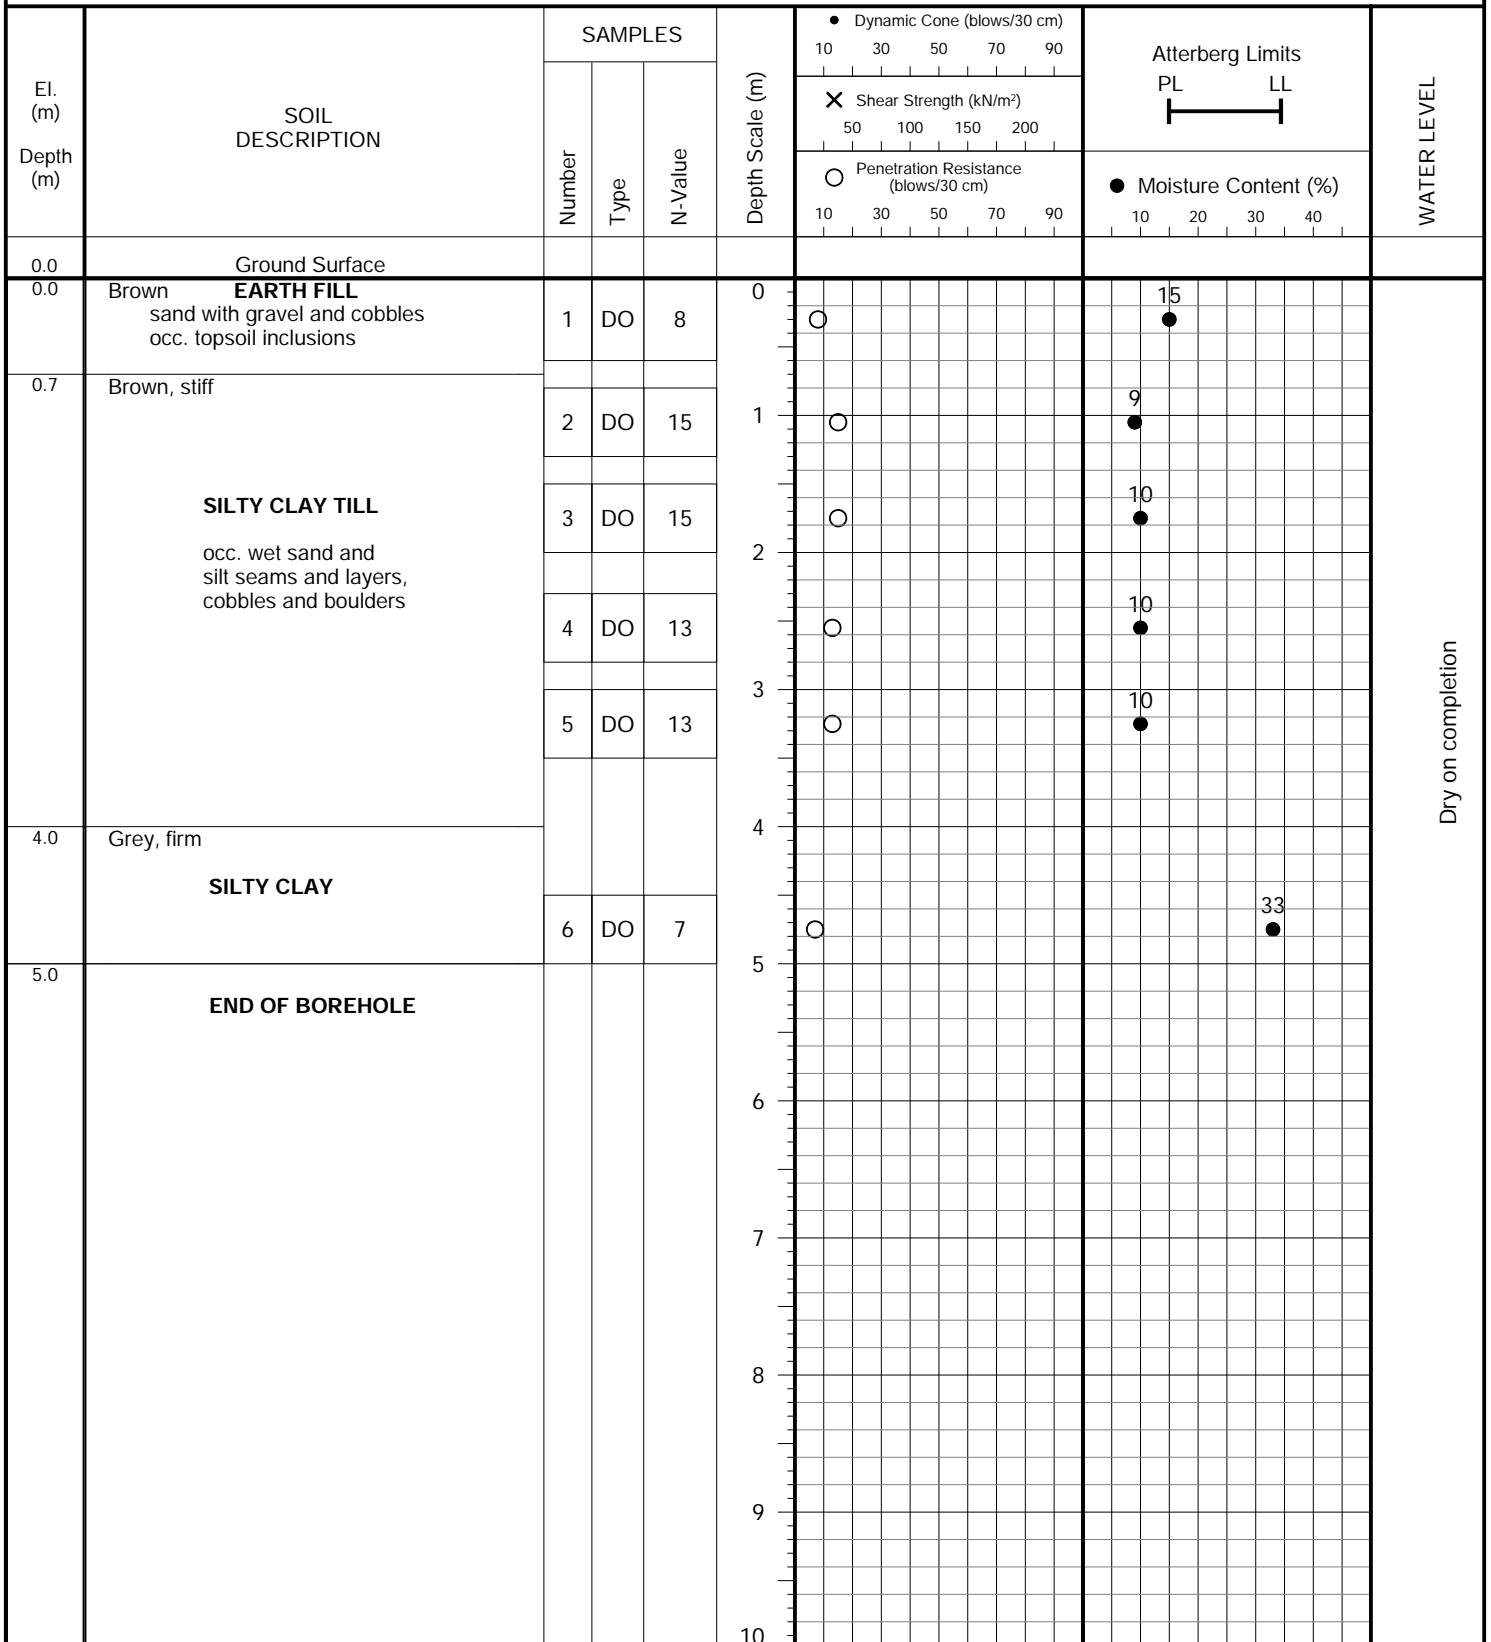 El.
(m)
Depth
(m)
SOIL
DESCRIPTION
SAMPLES
Number
Type
N-Value
Depth Scale (m)
Dynamic Cone (blows/30 cm)
10 30 50 70 90
Shear Strength (kN/m²)
50 100 150 200
Penetration Resistance
(blows/30 cm)
10 30 50 70 90
Atterberg Limits
PL LL
Moisture Content (%)
10 20 30 40
WATER LEVEL
0.0 Ground Surface
0.0 Brown EARTH FILL
sand with gravel and cobbles
occ. topsoil inclusions
1 DO 8
0
15
0.7 Brown, stiff
2 DO 15
1
9
SILTY CLAY TILL
3 DO 15
10
occ. wet sand and
silt seams and layers,
cobbles and boulders
2
4 DO 13
10
3
5 DO 13
10
Dry on completion
4.0 Grey, firm
4
SILTY CLAY
6 DO 7
33
5.0
5
END OF BOREHOLE
6
7
8
9
10